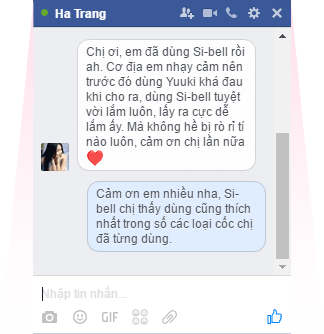 Ha Trang
Chị ơi, em đã dùng Si-bell rồi
ah. Cơ địa em nhạy cảm nên
trước đó dùng Yuuki khá đau
khi cho ra, dùng Si-bell tuyệt
vời lắm luôn, lấy ra cực dễ
lắm ấy. Mà không hề bị rò rỉ tí
nào luôn, cảm ơn chị lần nữa
Cảm ơn em nhiều nha, Si-
bell chị thấy dùng cũng thích
nhất trong số các loại cốc chị
đã từng dùng.
Nhập tin nhắn...
GIF